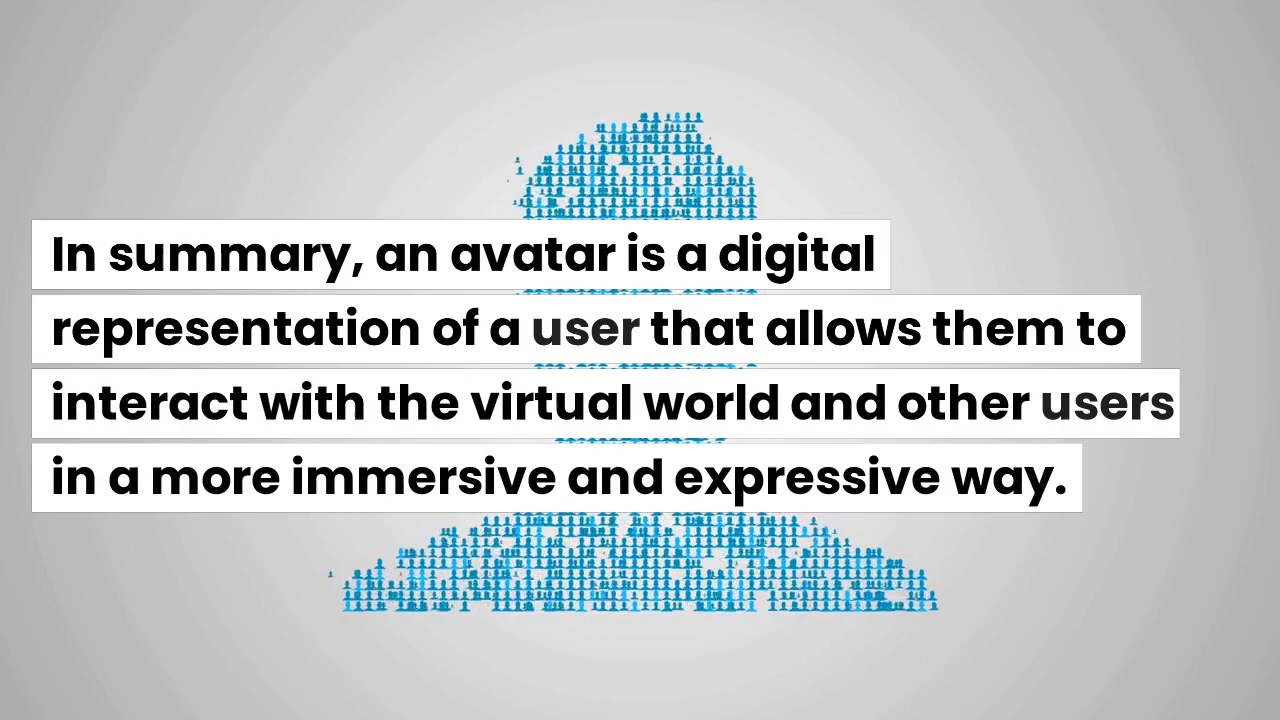 In summary, an avatar is a digital
representation of a user that allows them to
interact with the virtual world and other users
in a more immersive and expressive way.